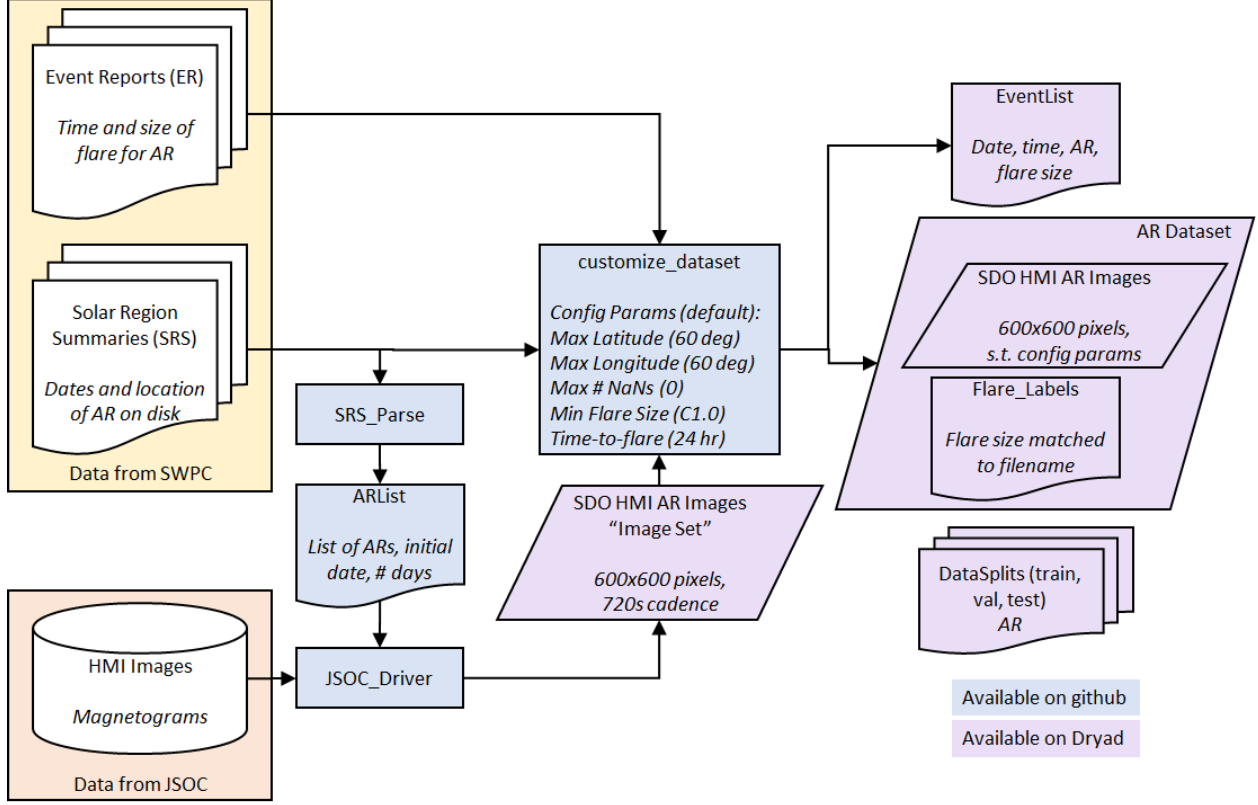 Event Reports (ER)
Time and size of
flare for AR
Solar Region
Summaries (SRS)
Dates and location
of AR on disk
Data from SWPC
HMI Images
Magnetograms
Data from JSOC
SRS_Parse
ARList
List of ARs, initial
date, # days
JSOC_Driver
customize_dataset
Config Params (default):
Max Latitude (60 deg)
Max Longitude (60 deg)
Max # NaNs (0)
Min Flare Size (C1.0)
Time-to-flare (24 hr)
SDO HMI AR Images
“Image Set”
600x600 pixels,
720s cadence
EventList
Date, time, AR,
flare size
AR Dataset
SDO HMI AR Images
600x600 pixels,
s.t. config params
Flare_Labels
Flare size matched
to filename
DataSplits (train,
val, test)
AR
Available on github
Available on Dryad